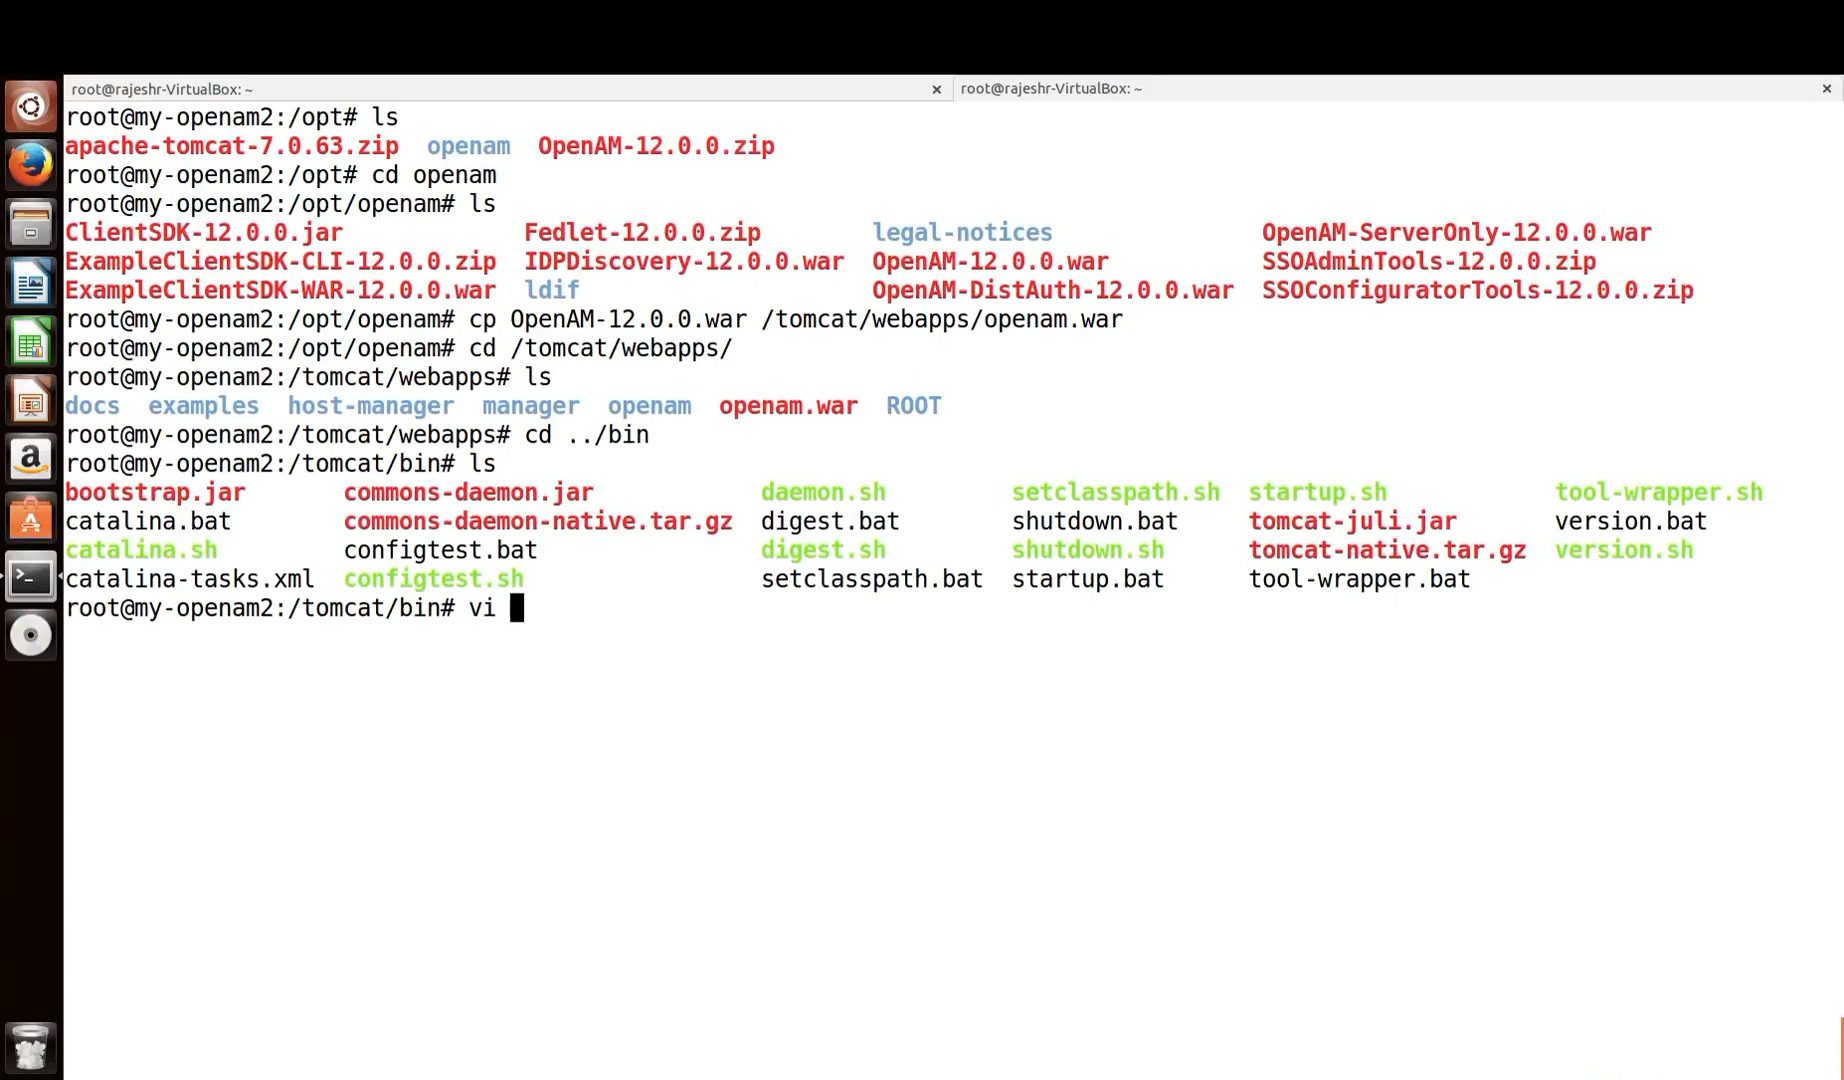 root@rajeshr-VirtualBox: ~ × root@rajeshr-VirtualBox: ~ ×
root@my-openam2:/opt# ls
apache-tomcat-7.0.63.zip openam OpenAM-12.0.0.zip
root@my-openam2:/opt# cd openam
root@my-openam2:/opt/openam# ls
ClientSDK-12.0.0.jar Fedlet-12.0.0.zip legal-notices OpenAM-ServerOnly-12.0.0.war
ExampleClientSDK-CLI-12.0.0.zip IDPDiscovery-12.0.0.war OpenAM-12.0.0.war SSOAdminTools-12.0.0.zip
ExampleClientSDK-WAR-12.0.0.war ldif OpenAM-DistAuth-12.0.0.war SSOConfiguratorTools-12.0.0.zip
root@my-openam2:/opt/openam# cp OpenAM-12.0.0.war /tomcat/webapps/openam.war
root@my-openam2:/opt/openam# cd /tomcat/webapps/
root@my-openam2:/tomcat/webapps# ls
docs examples host-manager manager openam openam.war ROOT
root@my-openam2:/tomcat/webapps# cd ../bin
root@my-openam2:/tomcat/bin# ls
bootstrap.jar commons-daemon.jar daemon.sh setclasspath.sh startup.sh tool-wrapper.sh
catalina.bat commons-daemon-native.tar.gz digest.bat shutdown.bat tomcat-juli.jar version.bat
catalina.sh configtest.bat digest.sh shutdown.sh tomcat-native.tar.gz version.sh
catalina-tasks.xml configtest.sh setclasspath.bat startup.bat tool-wrapper.bat
root@my-openam2:/tomcat/bin# vi